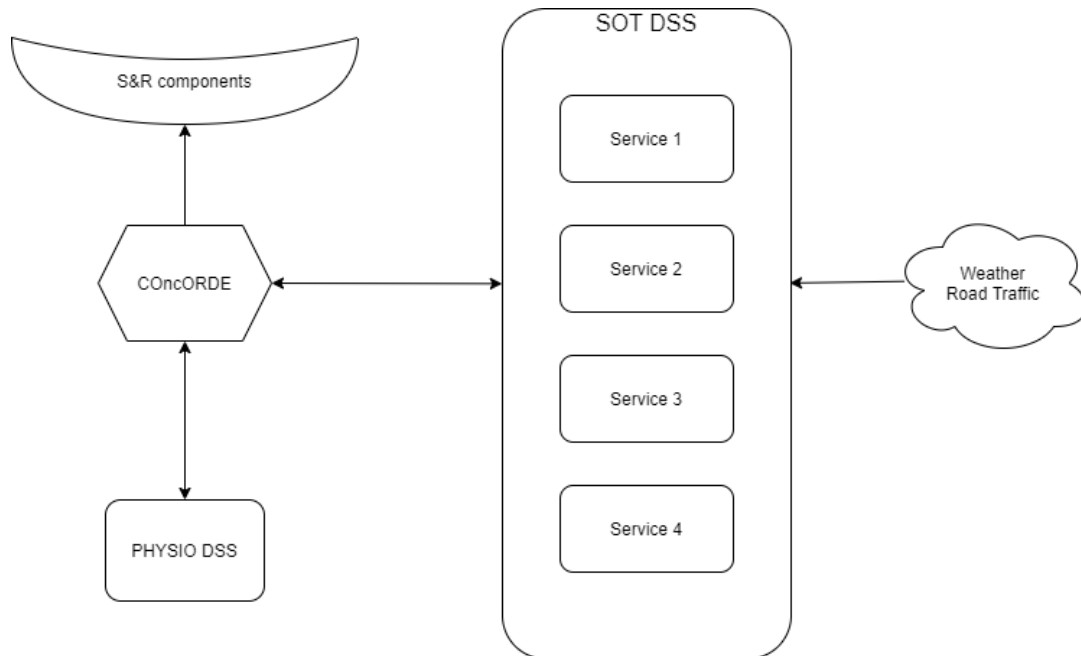 SOT DSS
S&R components
Service 1
COncORDE
Service 2
Weather
Road Traffic
Service 3
PHYSIO DSS
Service 4